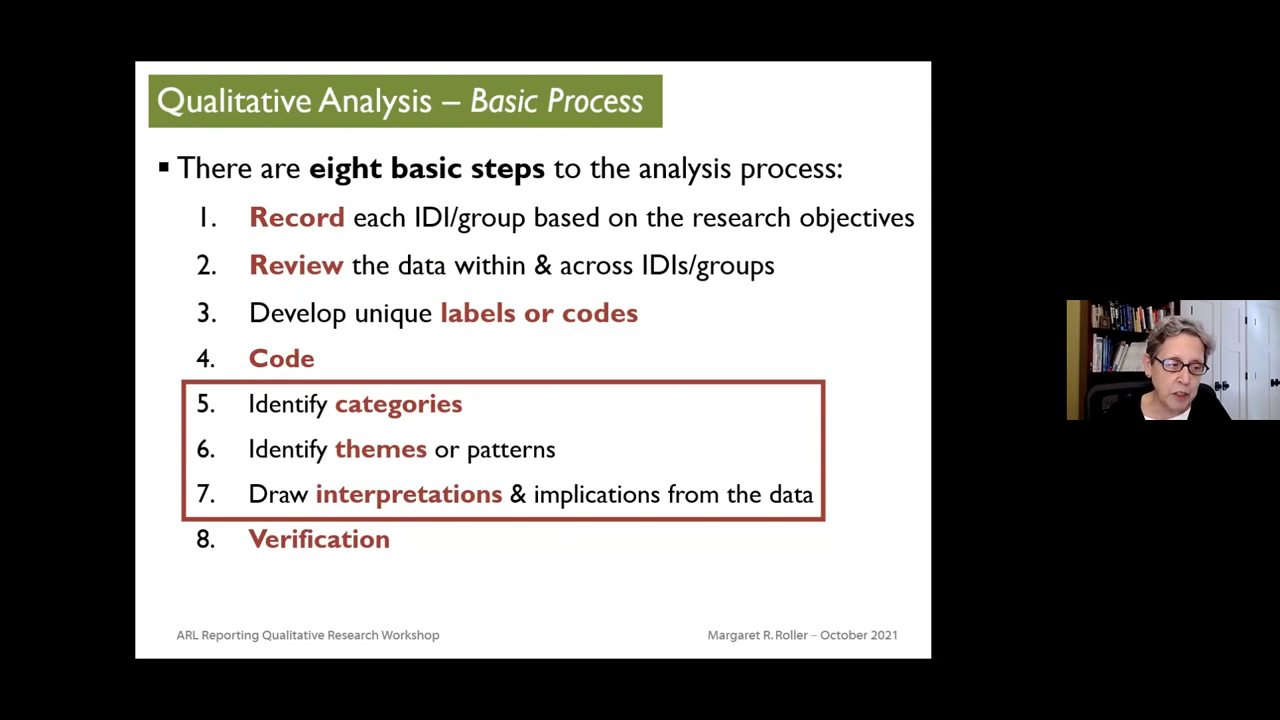 Qualitative Analysis – Basic Process
▪ There are eight basic steps to the analysis process:
1. Record each IDI/group based on the research objectives
2. Review the data within & across IDIs/groups
3. Develop unique labels or codes
4. Code
5. Identify categories
6. Identify themes or patterns
7. Draw interpretations & implications from the data
8. Verification
ARL Reporting Qualitative Research Workshop
Margaret R. Roller – October 2021